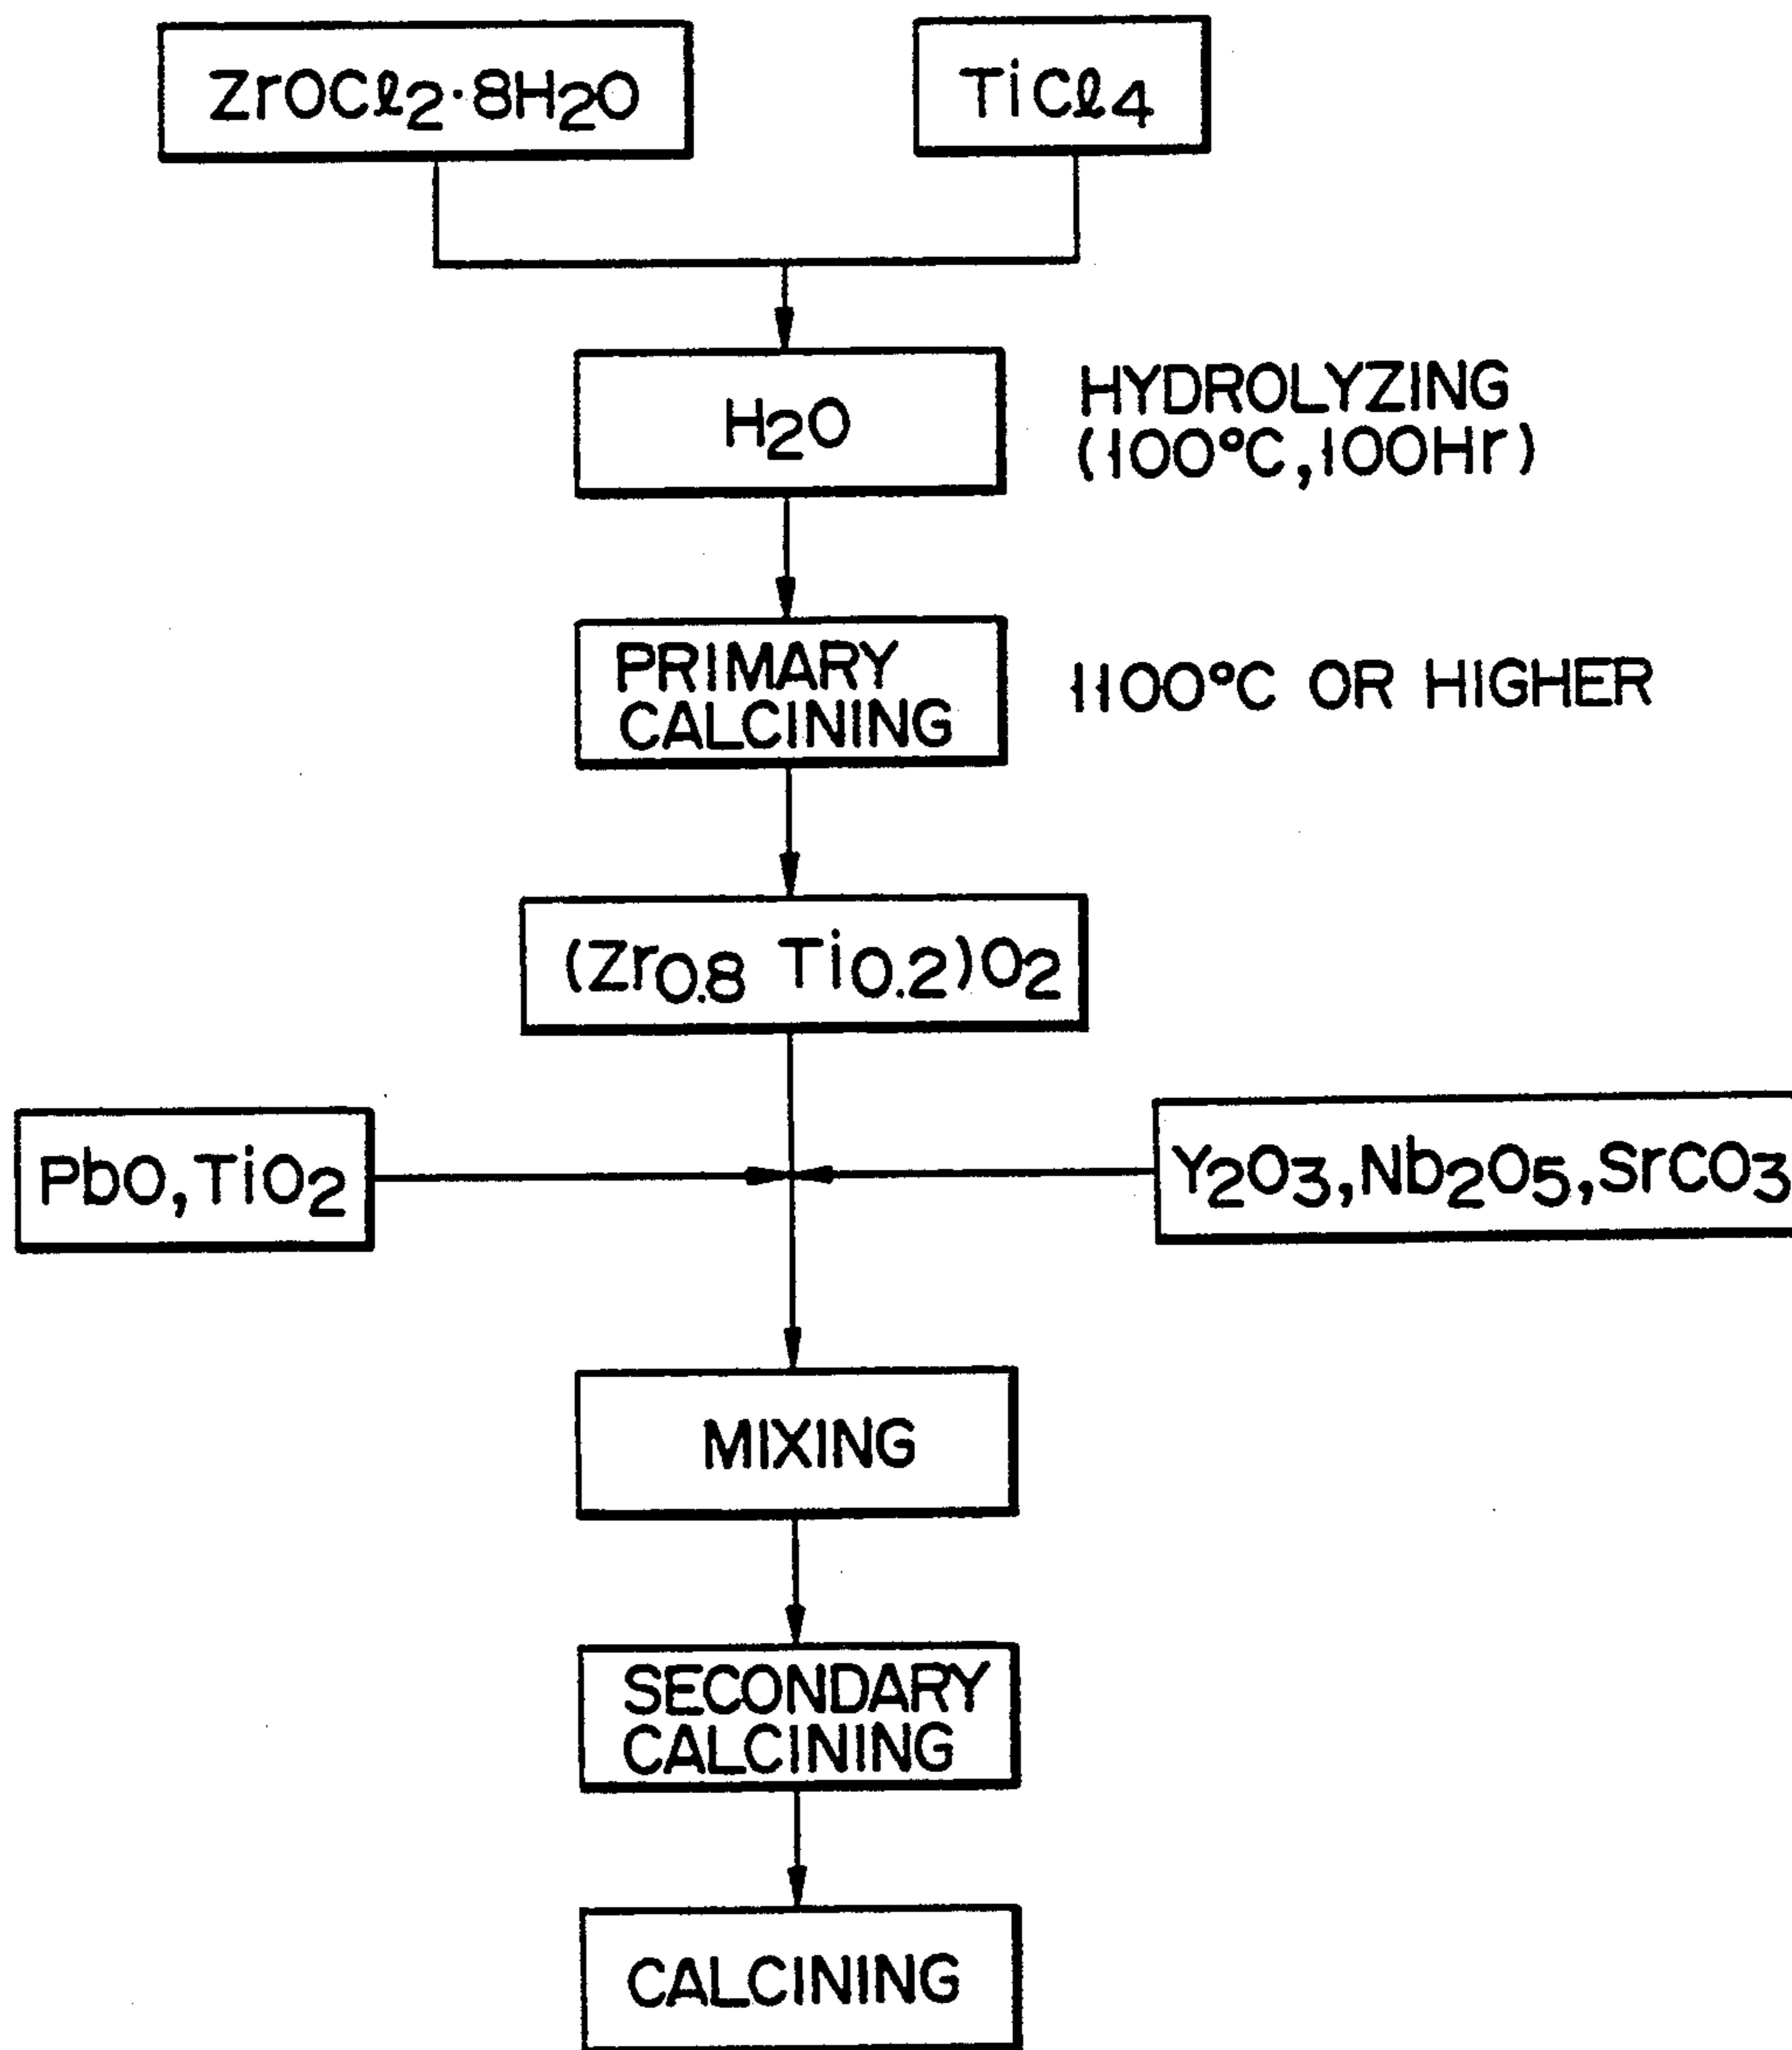 ZrOCl₂·8H₂O
TiCl₄
H₂O
HYDROLYZING
(100°C,100Hr)
PRIMARY
CALCINING
1100°C OR HIGHER
(Zr₀.₈ Ti₀.₂)O₂
PbO,TiO₂
Y₂O₃,Nb₂O₅,SrCO₃
MIXING
SECONDARY
CALCINING
CALCINING